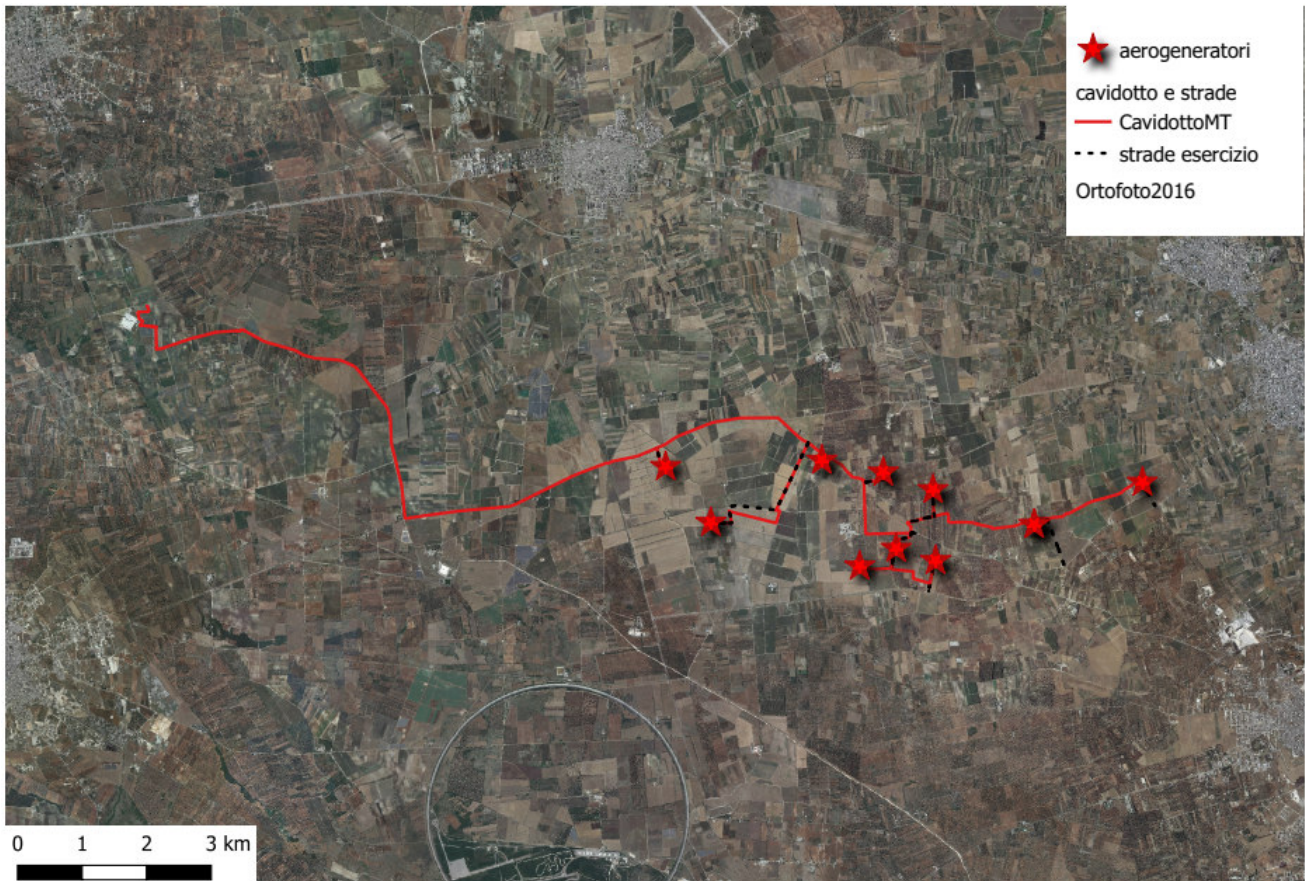 aerogeneratori
cavidotto e strade
CavidottoMT
strade esercizio
Ortofoto2016
0 1 2 3 km